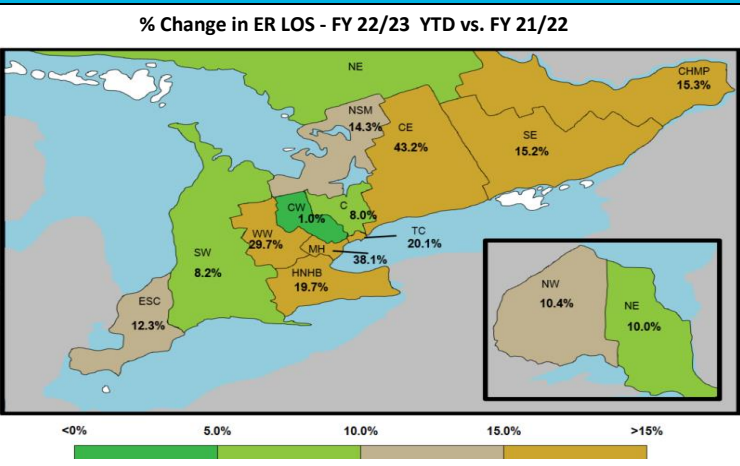 % Change in ER LOS - FY 22/23 YTD vs. FY 21/22
NE
CHMP
15.3%
NSM
14.3%
CE
43.2%
SE
15.2%
CW
1.0%
C
8.0%
TC
20.1%
WW
29.7%
MH
38.1%
SW
8.2%
HNHB
19.7%
ESC
12.3%
NW
10.4%
NE
10.0%
<0% 5.0% 10.0% 15.0% >15%